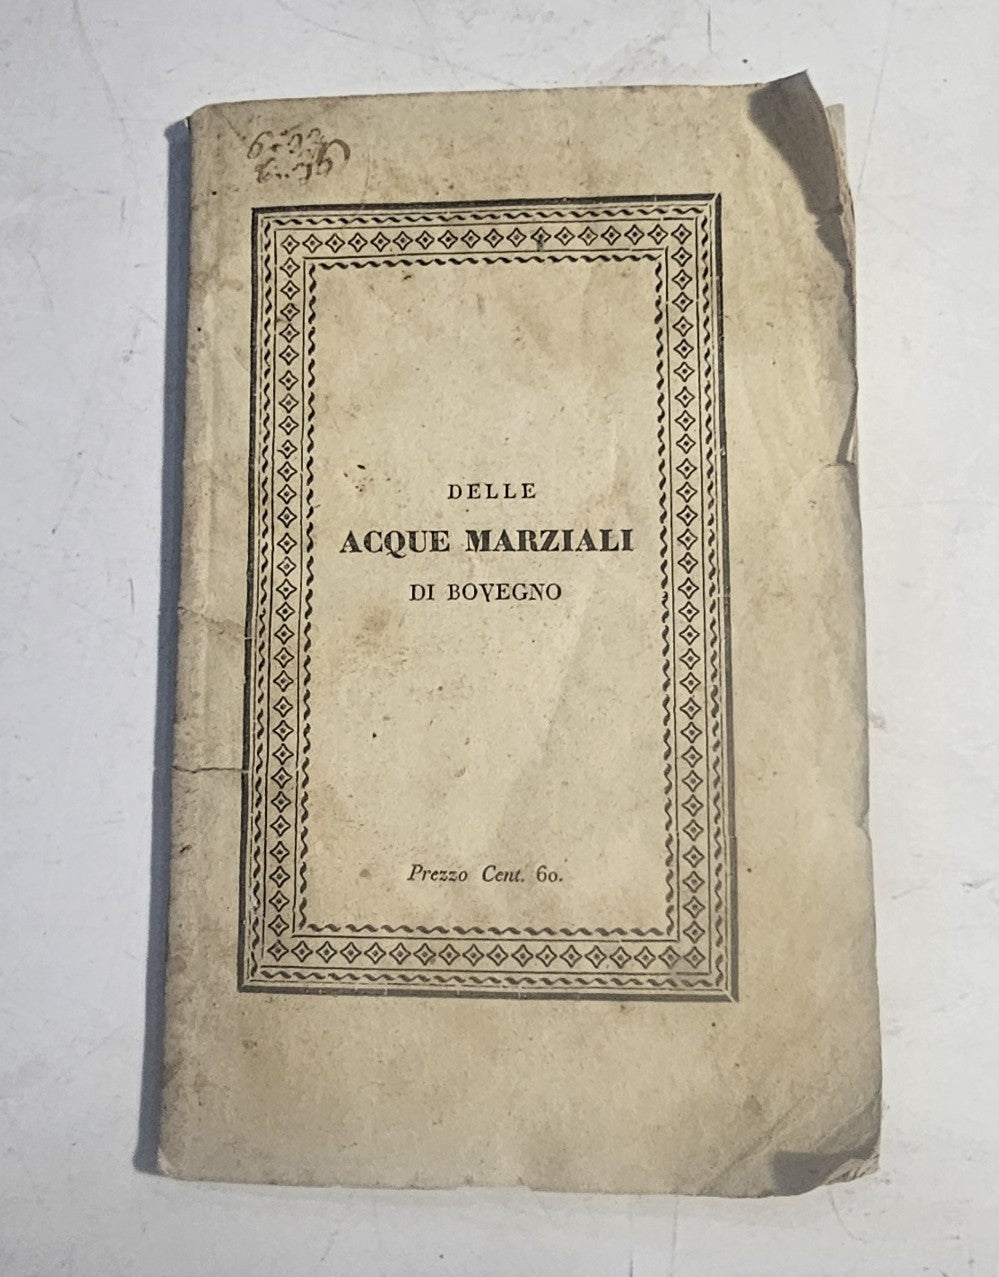 DELLE
ACQUE MARZIALI
DI BOVEGNO
Prezzo Cent. 60.